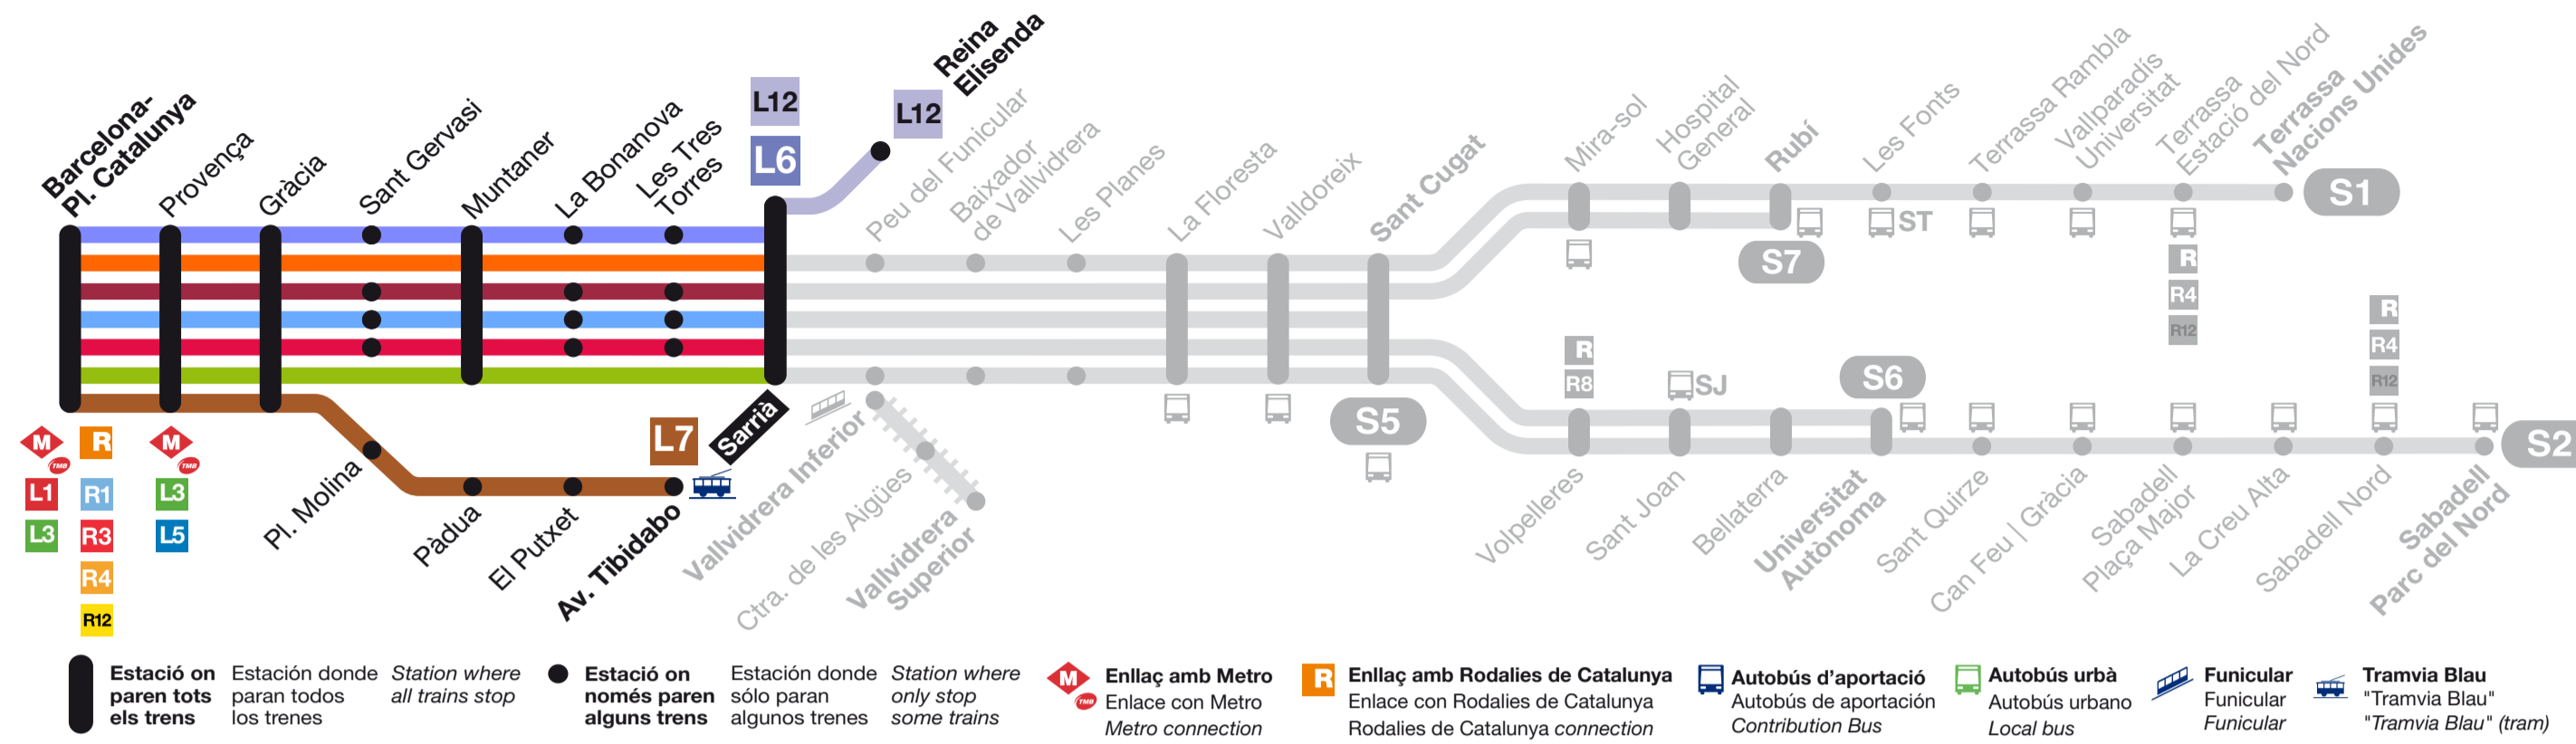 Barcelona-
Pl. Catalunya
Provença
Gràcia
Sant Gervasi
Muntaner
La Bonanova
Les Tres
Torres
L12
L6
L12
Reina
Elisenda
Peu del Funicular
Baixador
de Vallvidrera
Les Planes
La Floresta
Valldoreix
Sant Cugat
Mira-sol
Hospital
General
Rubí
Les Fonts
Terrassa Rambla
Vallparadís
Universitat
Terrassa
Estació del Nord
Terrassa
Nacions Unides
S1
ST
S7
R
R4
R12
R
R4
R12
R
R8
SJ
S6
S5
S2
M
TMB
L1
L3
R
R1
R3
R4
R12
M
TMB
L3
L5
Pl. Molina
Pàdua
El Putxet
Av. Tibidabo
L7
Sarrià
Vallvidrera Inferior
Ctra. de les Aigües
Vallvidrera
Superior
Volpelleres
Sant Joan
Bellaterra
Universitat
Autònoma
Sant Quirze
Can Feu | Gràcia
Sabadell
Plaça Major
La Creu Alta
Sabadell Nord
Sabadell
Parc del Nord
Estació on
paren tots
els trens
Estación donde
paran todos
los trenes
Station where
all trains stop
Estació on
només paren
alguns trens
Estación donde
sólo paran
algunos trenes
Station where
only stop
some trains
M
TMB
Enllaç amb Metro
Enlace con Metro
Metro connection
R
Enllaç amb Rodalies de Catalunya
Enlace con Rodalies de Catalunya
Rodalies de Catalunya connection
Autobús d'aportació
Autobús de aportación
Contribution Bus
Autobús urbà
Autobús urbano
Local bus
Funicular
Funicular
Funicular
Tramvia Blau
"Tramvia Blau"
"Tramvia Blau" (tram)